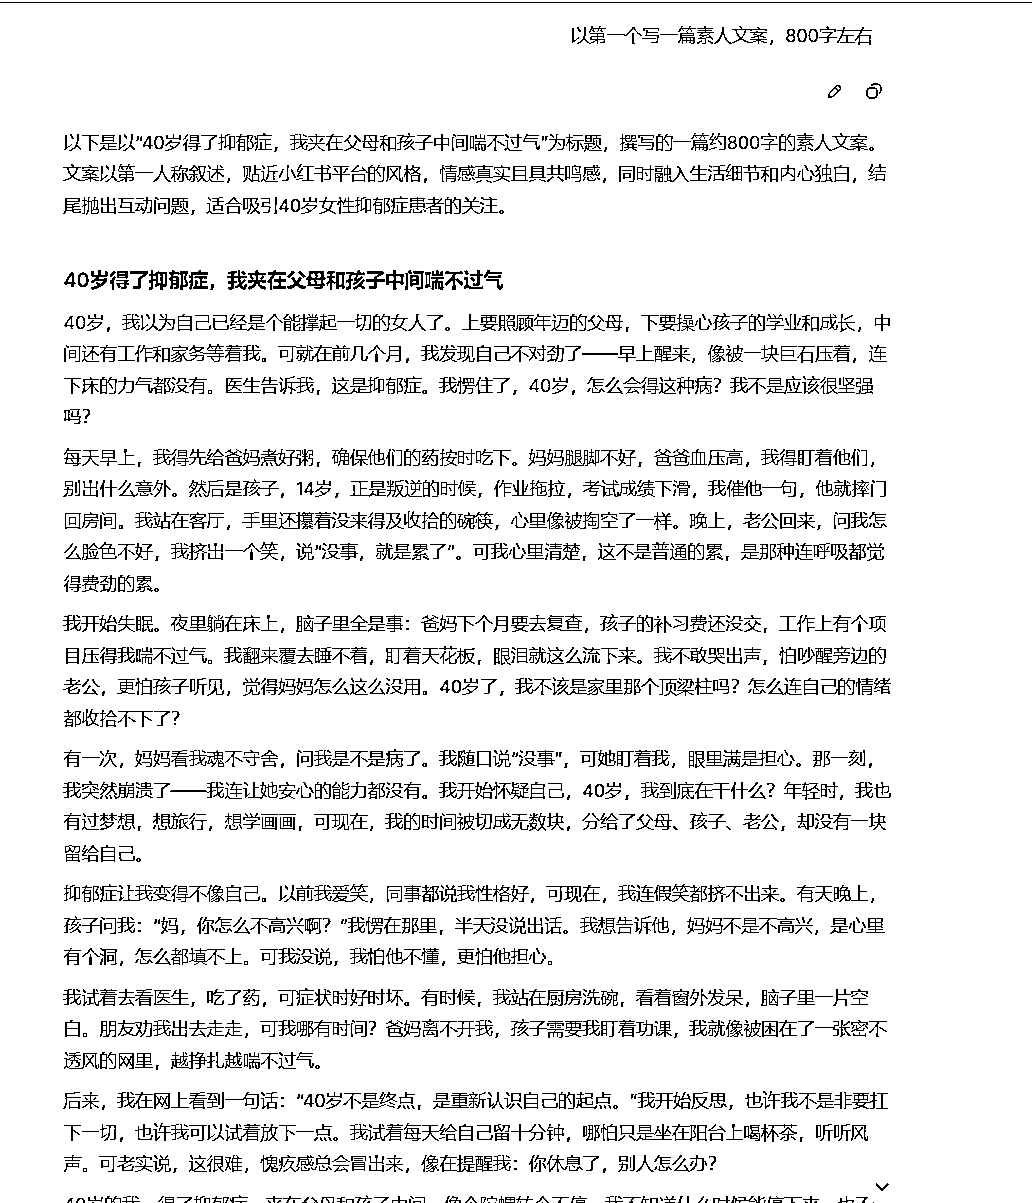 以第一个写一篇素人文案，800字左右
以下是以“40岁得了抑郁症，我夹在父母和孩子中间喘不过气”为标题，撰写的一篇约800字的素人文案。
文案以第一人称叙述，贴近小红书平台的风格，情感真实且具共鸣感，同时融入生活细节和内心独白，结
尾抛出互动问题，适合吸引40岁女性抑郁症患者的关注。
40岁得了抑郁症，我夹在父母和孩子中间喘不过气
40岁，我以为自己已经是个能撑起一切的女人了。上要照顾年迈的父母，下要操心孩子的学业和成长，中
间还有工作和家务等着我。可就在前几个月，我发现自己不对劲了——早上醒来，像被一块巨石压着，连
下床的力气都没有。医生告诉我，这是抑郁症。我愣住了，40岁，怎么会得这种病？我不是应该很坚强
吗？
每天早上，我得先给爸妈煮好粥，确保他们的药按时吃下。妈妈腿脚不好，爸爸血压高，我得盯着他们，
别出什么意外。然后是孩子，14岁，正是叛逆的时候，作业拖拉，考试成绩下滑，我催他一句，他就摔门
回房间。我站在客厅，手里还攥着没来得及收拾的碗筷，心里像被掏空了一样。晚上，老公回来，问我怎
么脸色不好，我挤出一个笑，说“没事，就是累了”。可我心里清楚，这不是普通的累，是那种连呼吸都觉
得费劲的累。
我开始失眠。夜里躺在床上，脑子里全是事：爸妈下个月要去复查，孩子的补习费还没交，工作上有个项
目压得我喘不过气。我翻来覆去睡不着，盯着天花板，眼泪就这么流下来。我不敢哭出声，怕吵醒旁边的
老公，更怕孩子听见，觉得妈妈怎么这么没用。40岁了，我不该是家里那个顶梁柱吗？怎么连自己的情绪
都收拾不下了？
有一次，妈妈看我魂不守舍，问我是不是病了。我随口说“没事”，可她盯着我，眼里满是担心。那一刻，
我突然崩溃了——我连让她安心的能力都没有。我开始怀疑自己，40岁，我到底在干什么？年轻时，我也
有过梦想，想旅行，想学画画，可现在，我的时间被切成无数块，分给了父母、孩子、老公，却没有一块
留给自己。
抑郁症让我变得不像自己。以前我爱笑，同事都说我性格好，可现在，我连假笑都挤不出来。有天晚上，
孩子问我：“妈，你怎么不高兴啊？”我愣在那里，半天没说出话。我想告诉他，妈妈不是不高兴，是心里
有个洞，怎么都填不上。可我没说，我怕他不懂，更怕他担心。
我试着去看医生，吃了药，可症状时好时坏。有时候，我站在厨房洗碗，看着窗外发呆，脑子里一片空
白。朋友劝我出去走走，可我哪有时间？爸妈离不开我，孩子需要我盯着功课，我就像被困在了一张密不
透风的网里，越挣扎越喘不过气。
后来，我在网上看到一句话：“40岁不是终点，是重新认识自己的起点。”我开始反思，也许我不是非要扛
下一切，也许我可以试着放下一点。我试着每天给自己留十分钟，哪怕只是坐在阳台上喝杯茶，听听风
声。可老实说，这很难，愧疚感总会冒出来，像在提醒我：你休息了，别人怎么办？